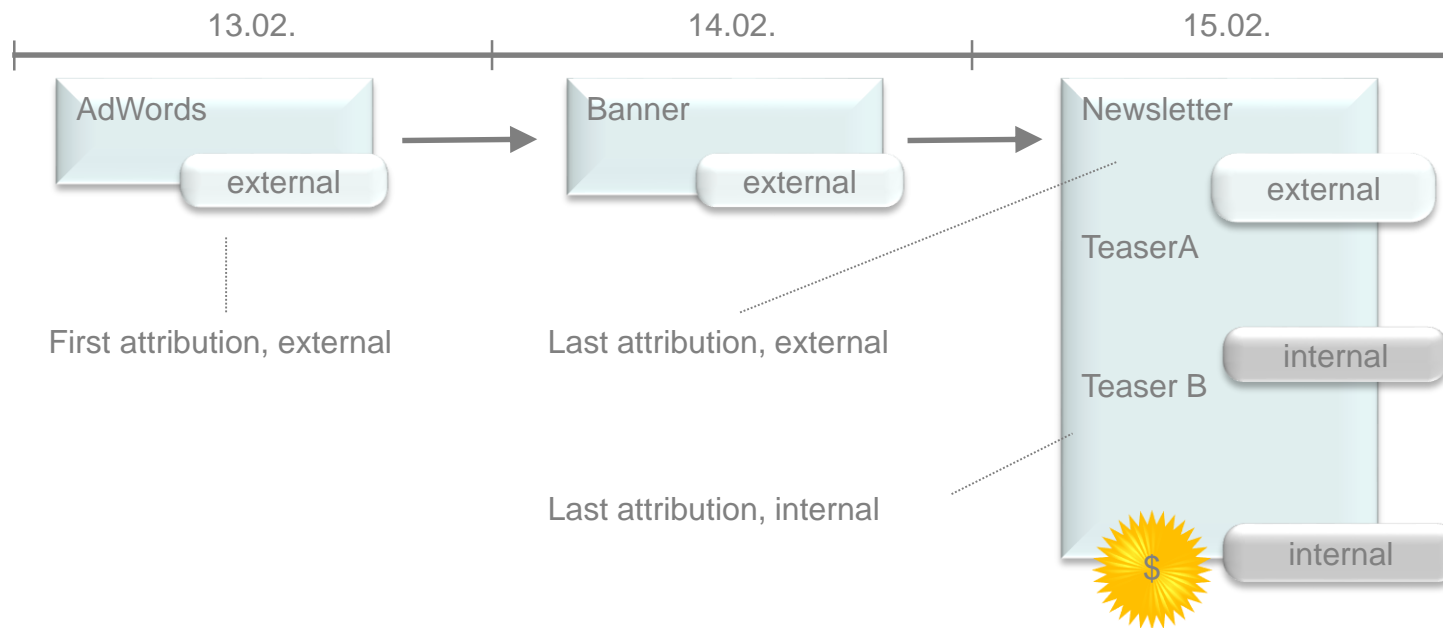 13.02.
14.02.
15.02.
AdWords
external
Banner
external
Newsletter
external
TeaserA
internal
Teaser B
internal
$
First attribution, external
Last attribution, external
Last attribution, internal